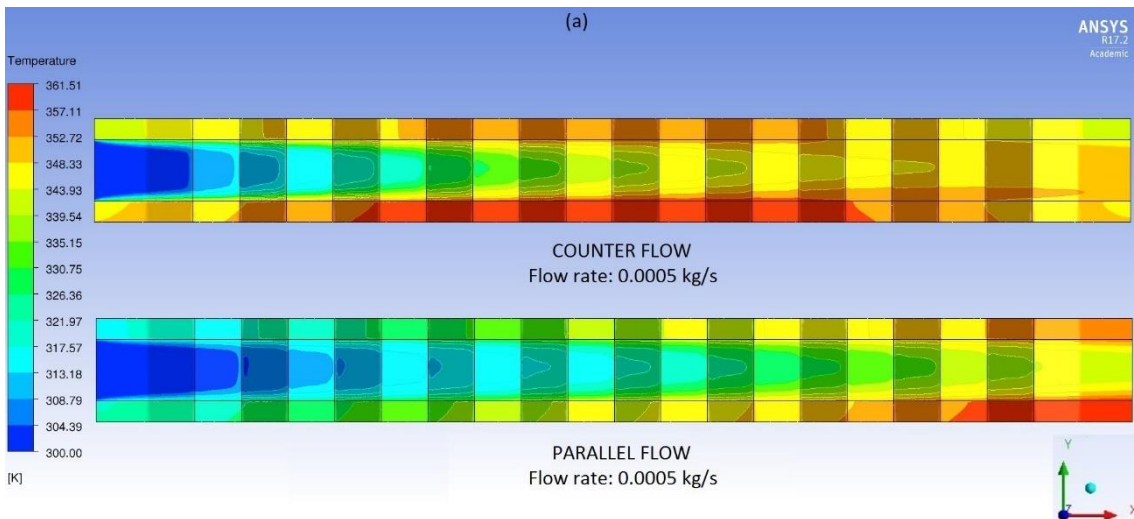 (a)
ANSYS
R17.2
Academic
Temperature
361.51
357.11
352.72
348.33
343.93
339.54
335.15
330.75
326.36
321.97
317.57
313.18
308.79
304.39
300.00
[K]
COUNTER FLOW
Flow rate: 0.0005 kg/s
PARALLEL FLOW
Flow rate: 0.0005 kg/s
Y
Z
X